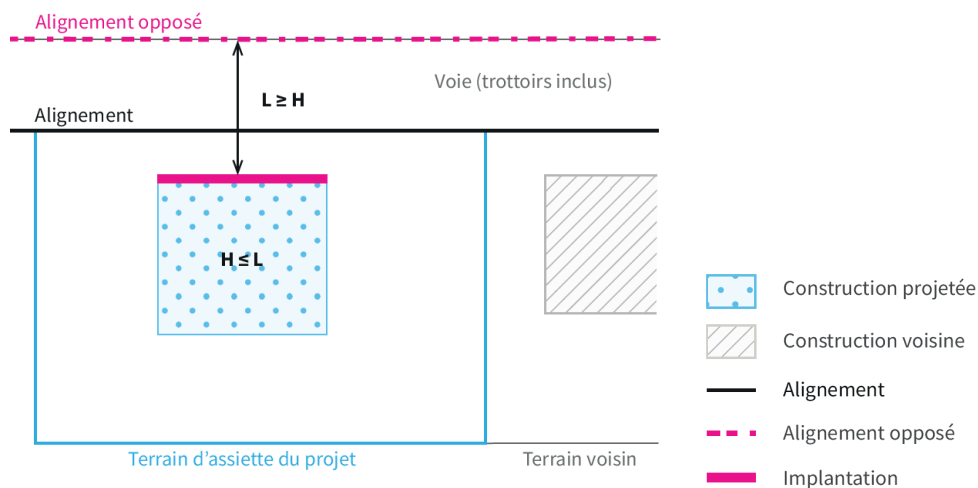 Alignement opposé
Voie (trottoirs inclus)
L ≥ H
Alignement
H ≤ L
Construction projetée
Construction voisine
Alignement
Alignement opposé
Implantation
Terrain d’assiette du projet
Terrain voisin